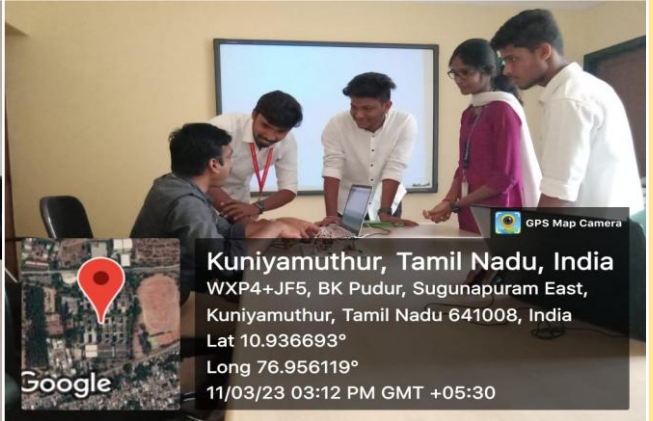 GPS Map Camera
Kuniyamuthur, Tamil Nadu, India
WXP4+JF5, BK Pudur, Sugunapuram East,
Kuniyamuthur, Tamil Nadu 641008, India
Lat 10.936693°
Long 76.956119°
11/03/23 03:12 PM GMT +05:30
Google